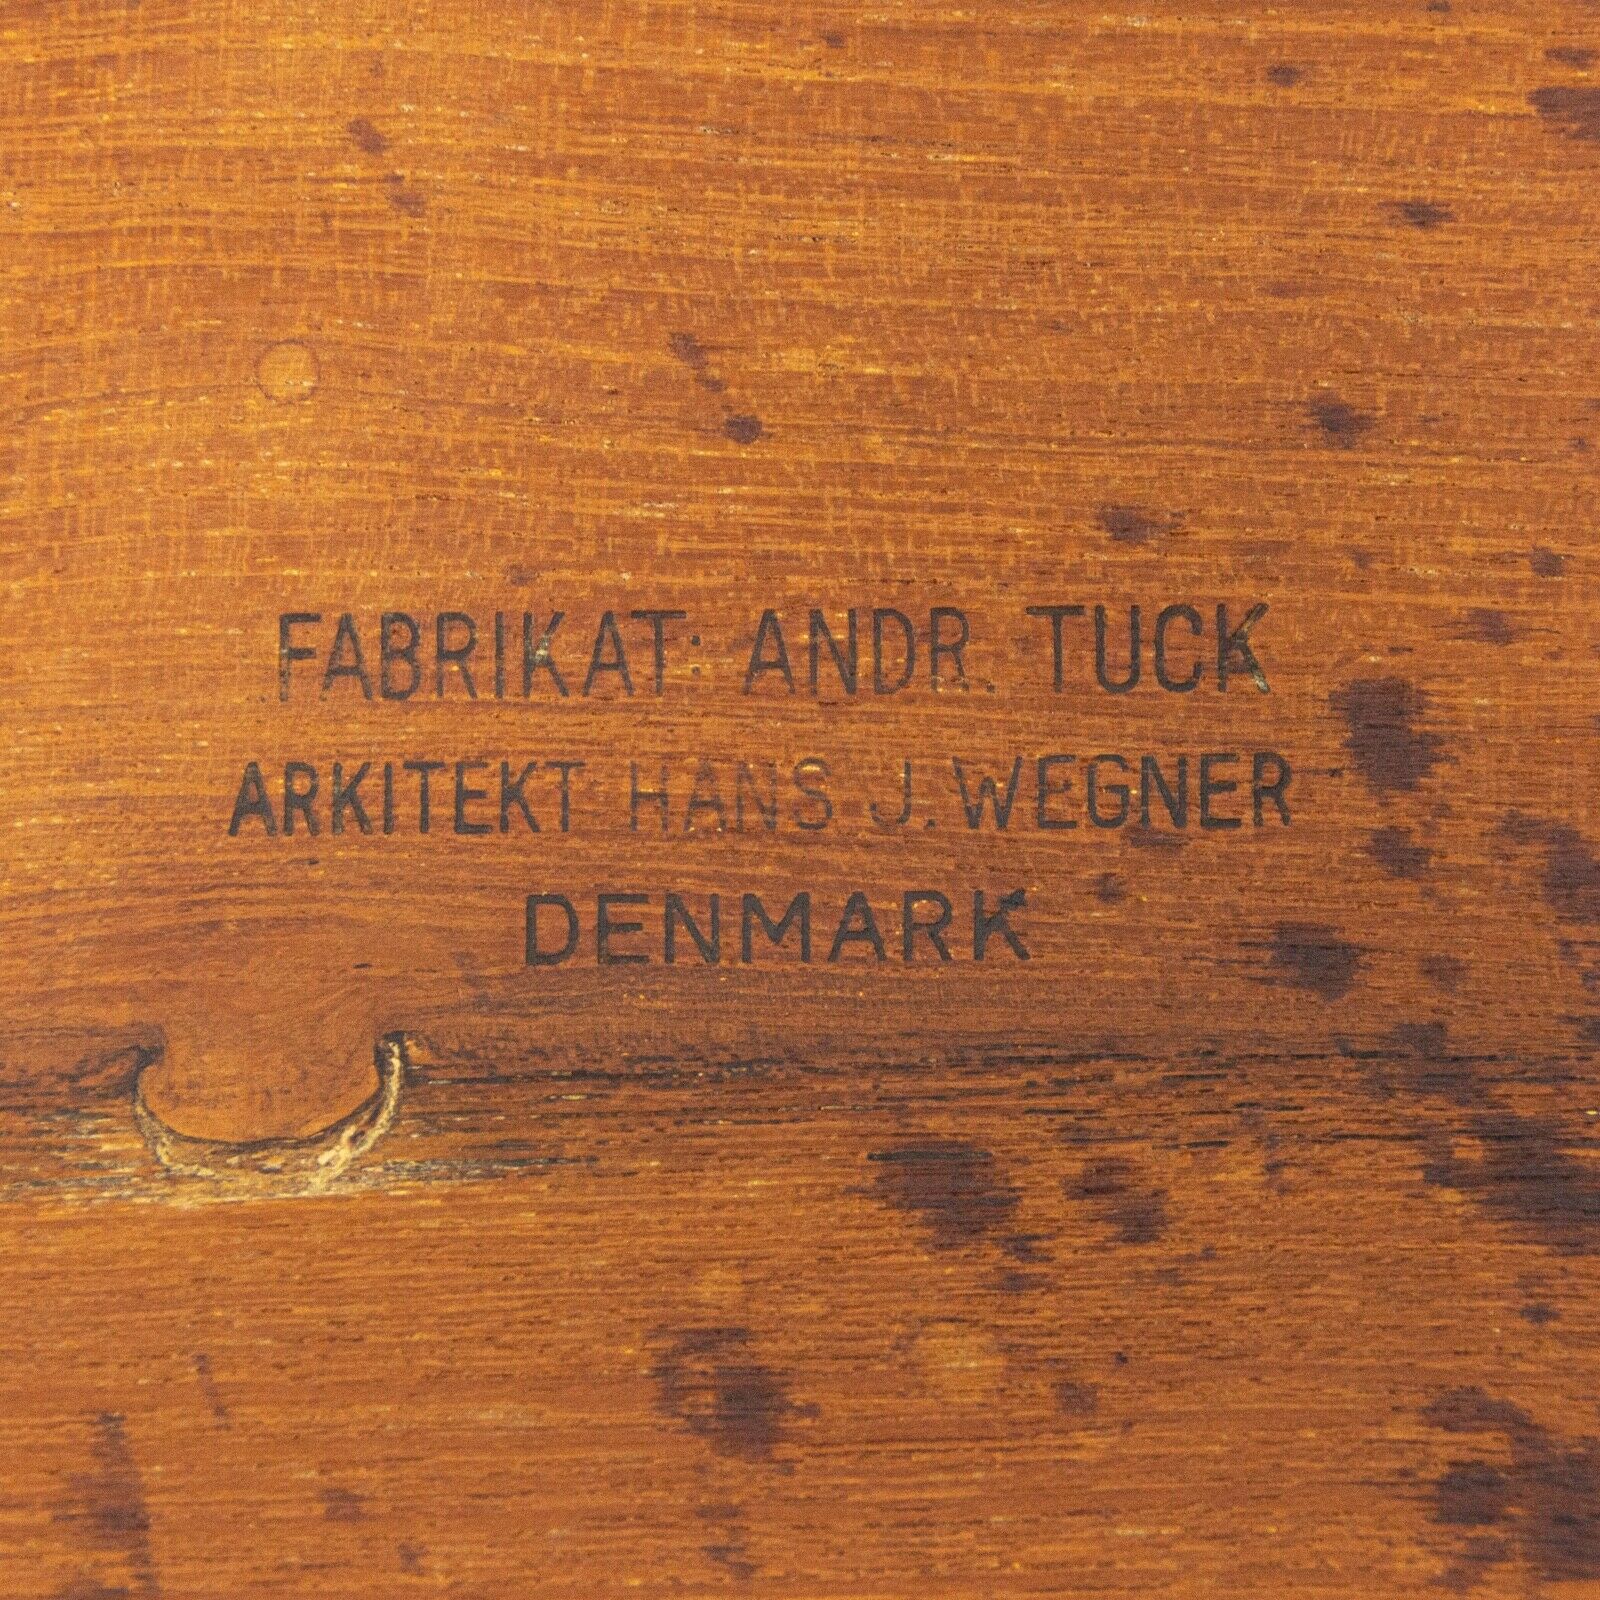 FABRIKAT: ANDR. TUCK
ARKITEKT HANS J. WEGNER
DENMARK